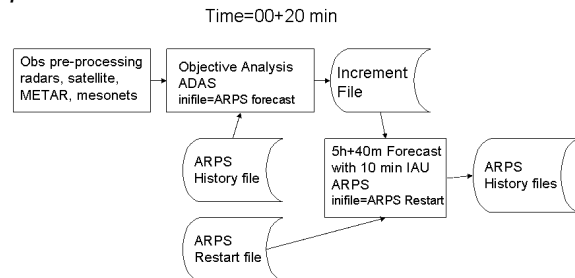 Time=00+20 min
Obs pre-processing
radars, satellite,
METAR, mesonets
Objective Analysis
ADAS
inifile=ARPS forecast
Increment
File
ARPS
History file
5h+40m Forecast
with 10 min IAU
ARPS
inifile=ARPS Restart
ARPS
History files
ARPS
Restart file